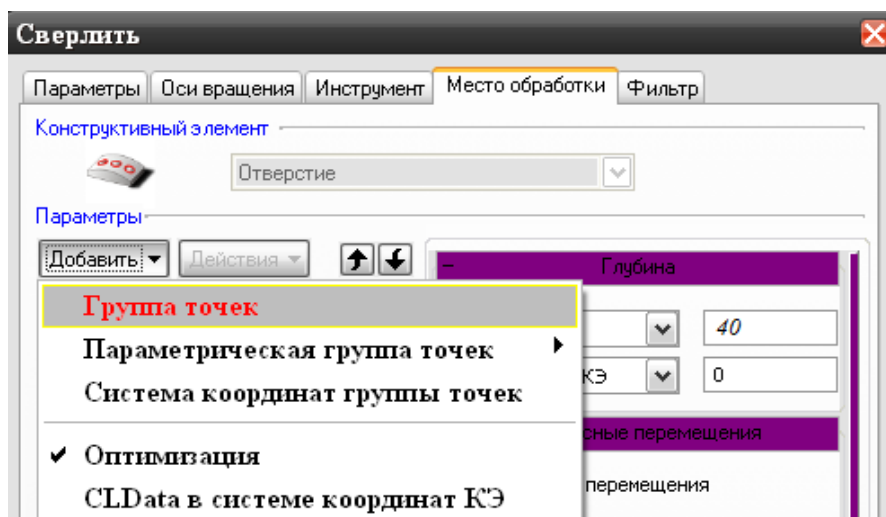 Сверлить
Параметры Оси вращения Инструмент Место обработки Фильтр
Конструктивный элемент
Отверстие
Параметры
Добавить Действия
Глубина
Группа точек
40
Параметрическая группа точек
КЭ 0
Система координат группы точек
перемещения
Оптимизация
перемещения
CLData в системе координат КЭ